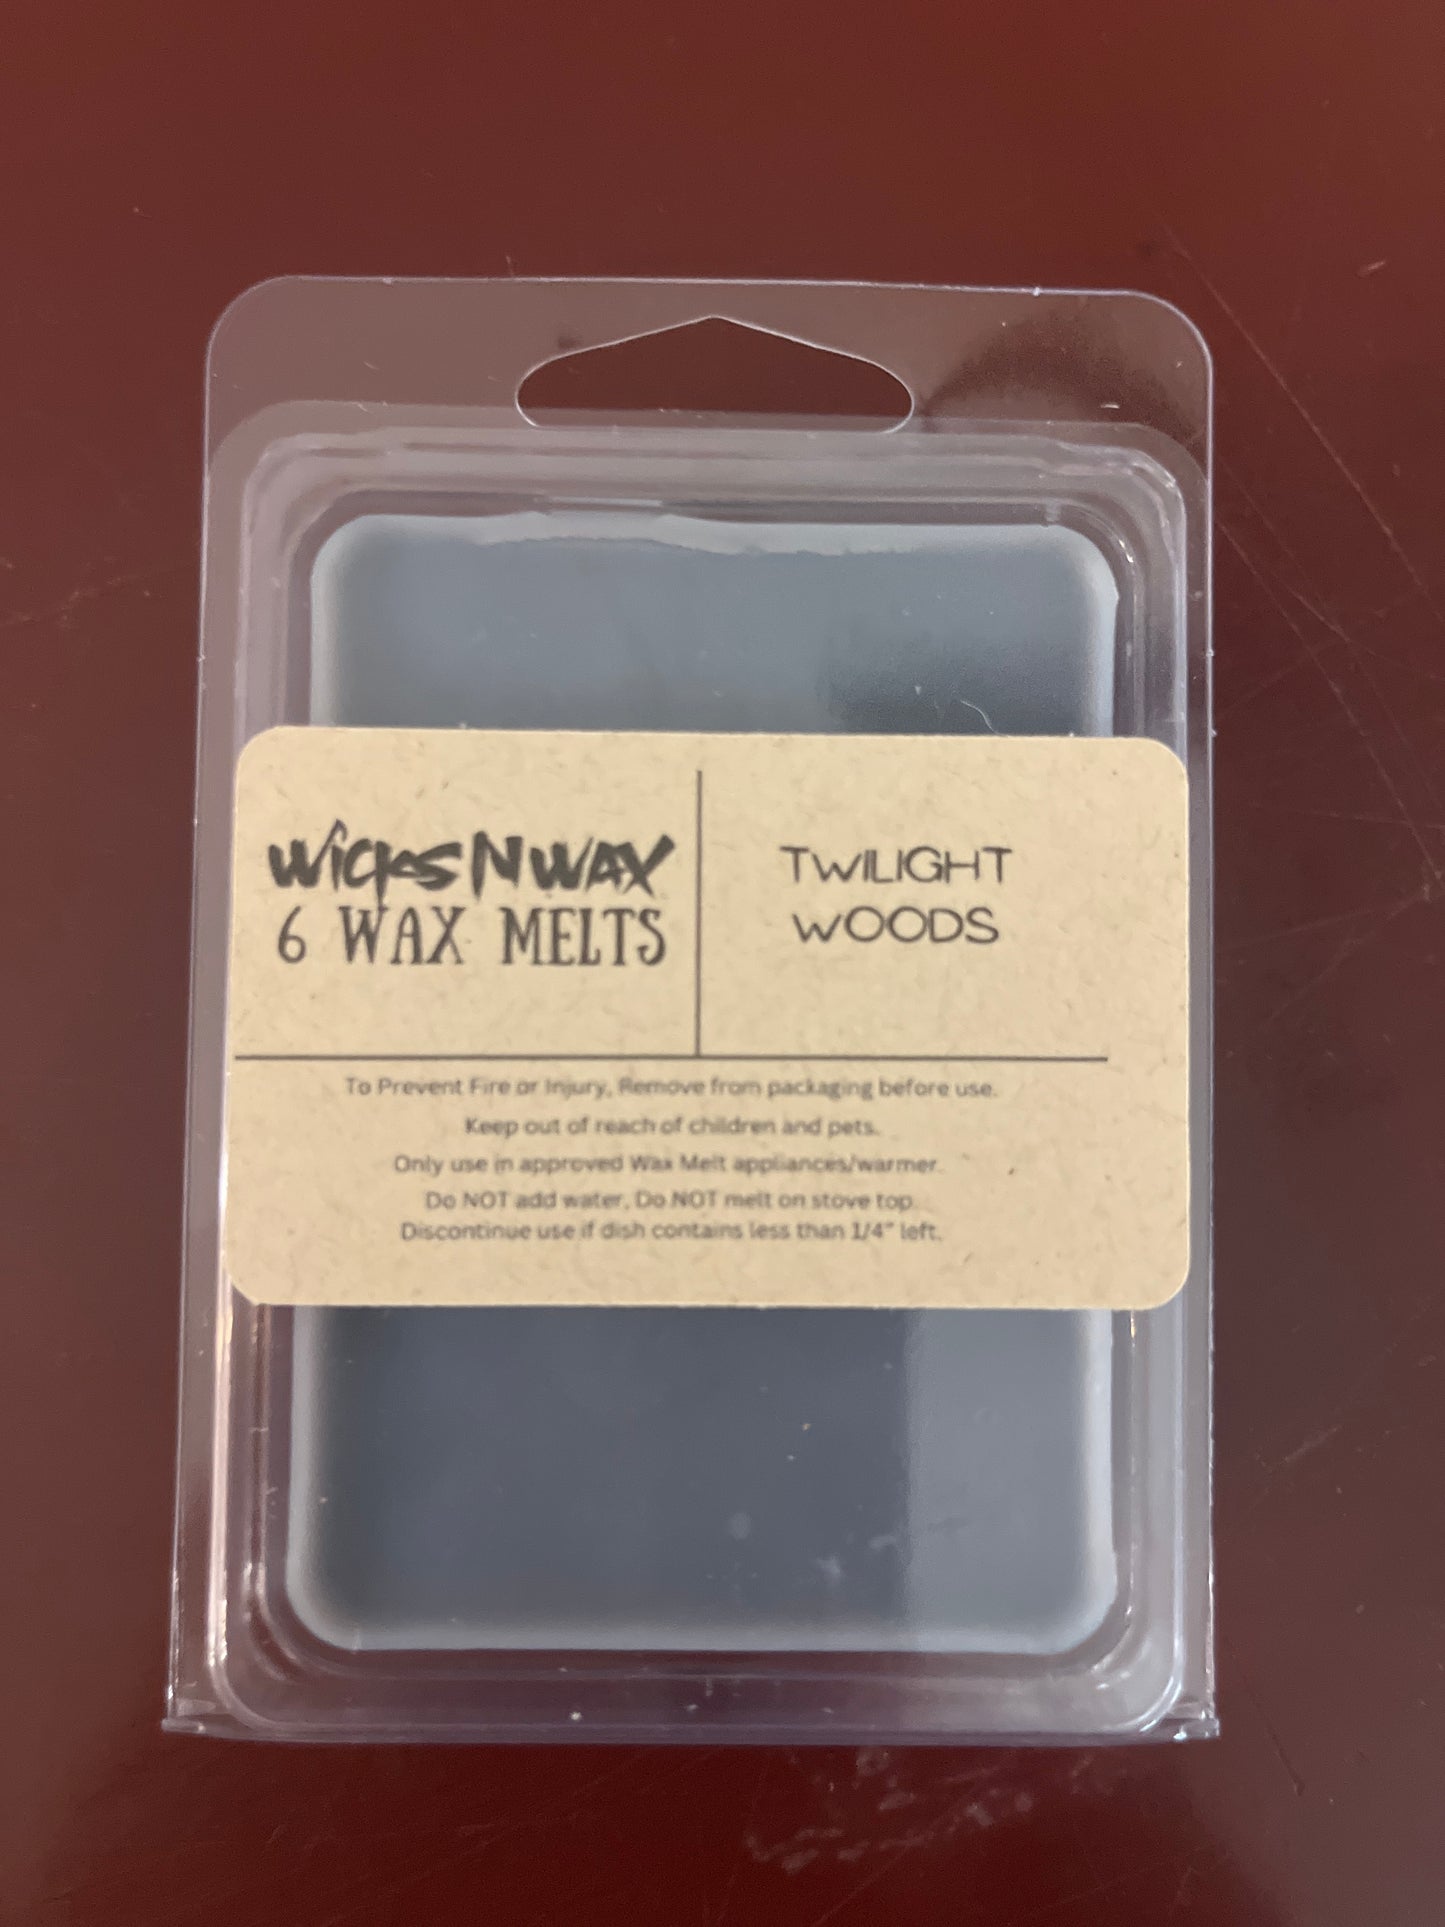 Wicks N Wax
6 WAX MELTS
TWILIGHT
WOODS
To Prevent Fire or Injury, Remove from packaging before use.
Keep out of reach of children and pets.
Only use in approved Wax Melt appliances/warmer.
Do NOT add water, Do NOT melt on stove top.
Discontinue use if dish contains less than 1/4" left.